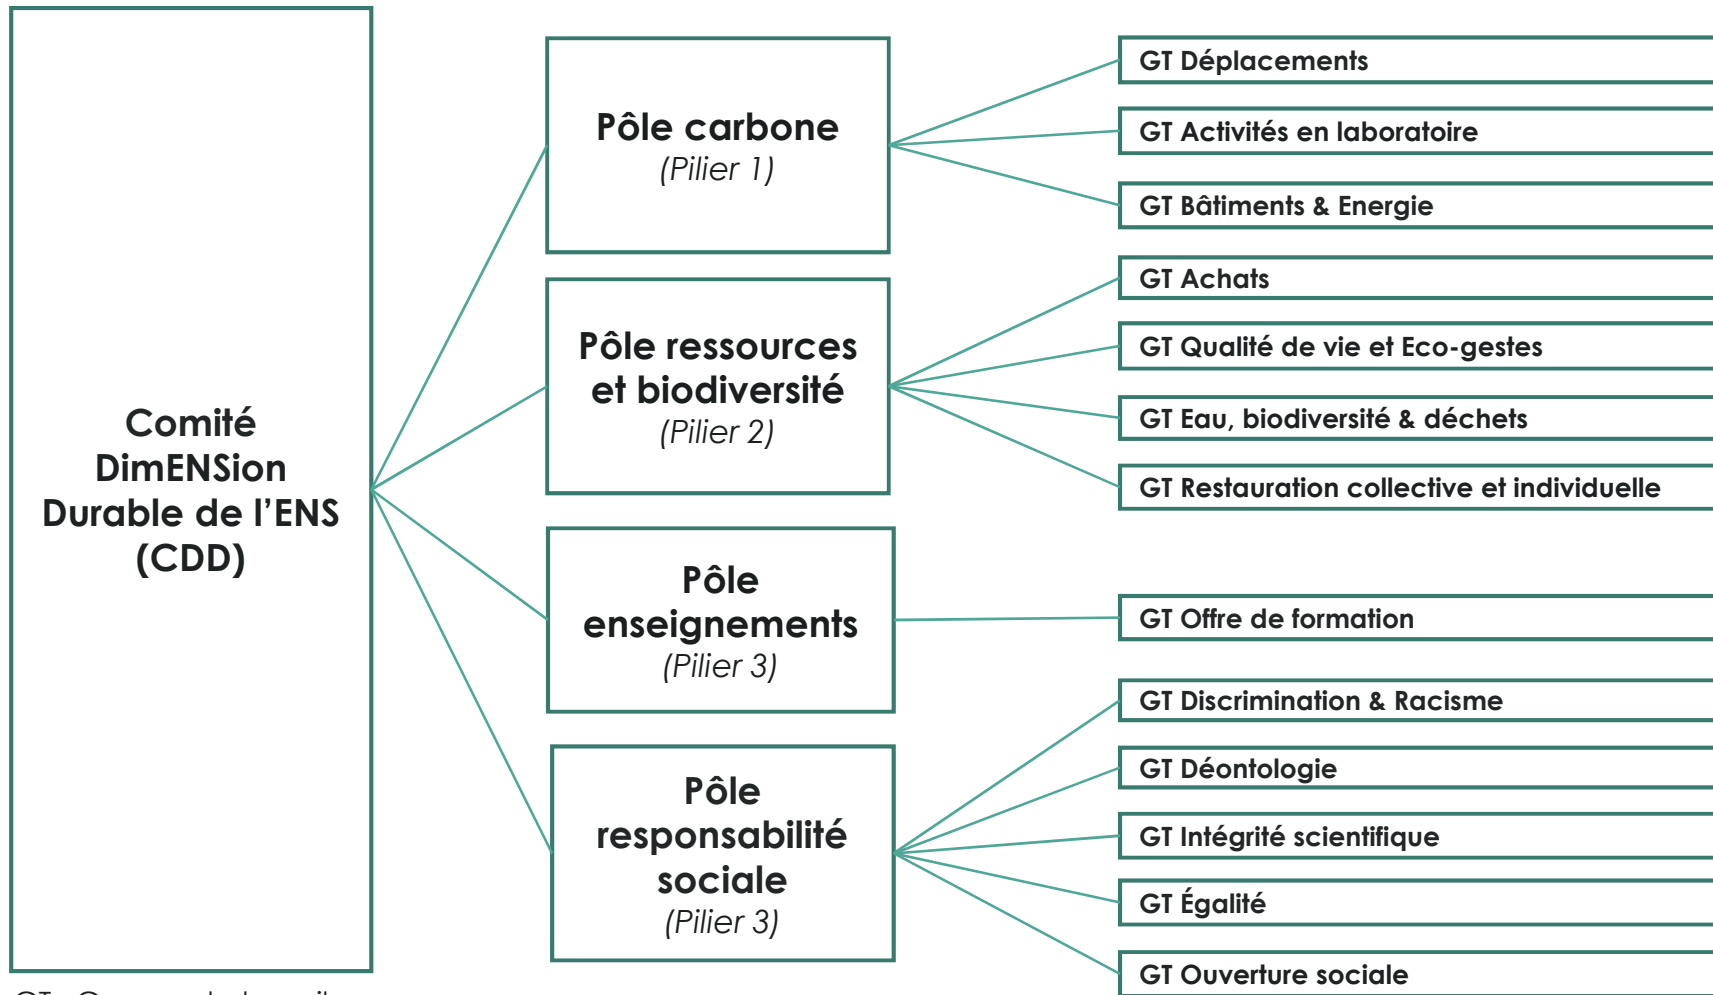 Comité
DimENSion
Durable de l’ENS
(CDD)
Pôle carbone
(Pilier 1)
GT Déplacements
GT Activités en laboratoire
GT Bâtiments & Energie
Pôle ressources
et biodiversité
(Pilier 2)
GT Achats
GT Qualité de vie et Eco-gestes
GT Eau, biodiversité & déchets
GT Restauration collective et individuelle
Pôle
enseignements
(Pilier 3)
GT Offre de formation
Pôle
responsabilité
sociale
(Pilier 3)
GT Discrimination & Racisme
GT Déontologie
GT Intégrité scientifique
GT Égalité
GT Ouverture sociale